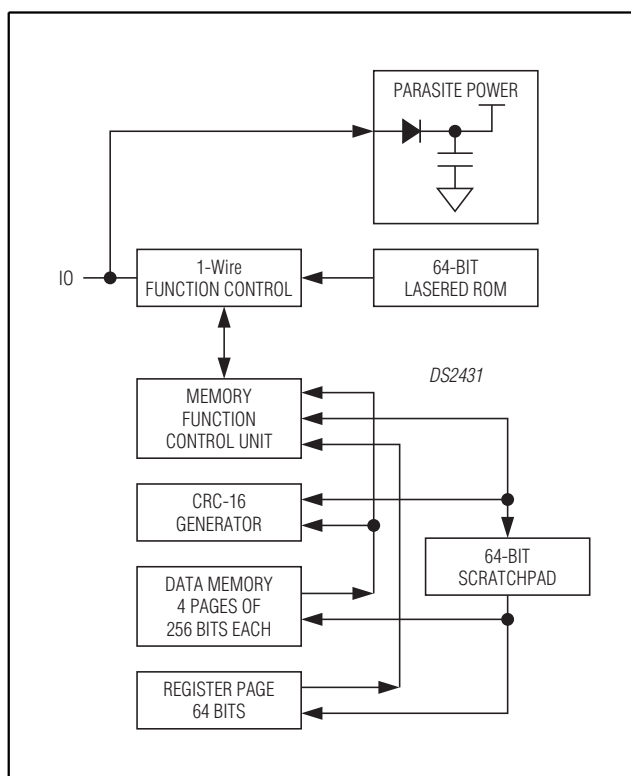 PARASITE POWER
IO
1-Wire
FUNCTION CONTROL
64-BIT
LASERED ROM
DS2431
MEMORY
FUNCTION
CONTROL UNIT
CRC-16
GENERATOR
64-BIT
SCRATCHPAD
DATA MEMORY
4 PAGES OF
256 BITS EACH
REGISTER PAGE
64 BITS